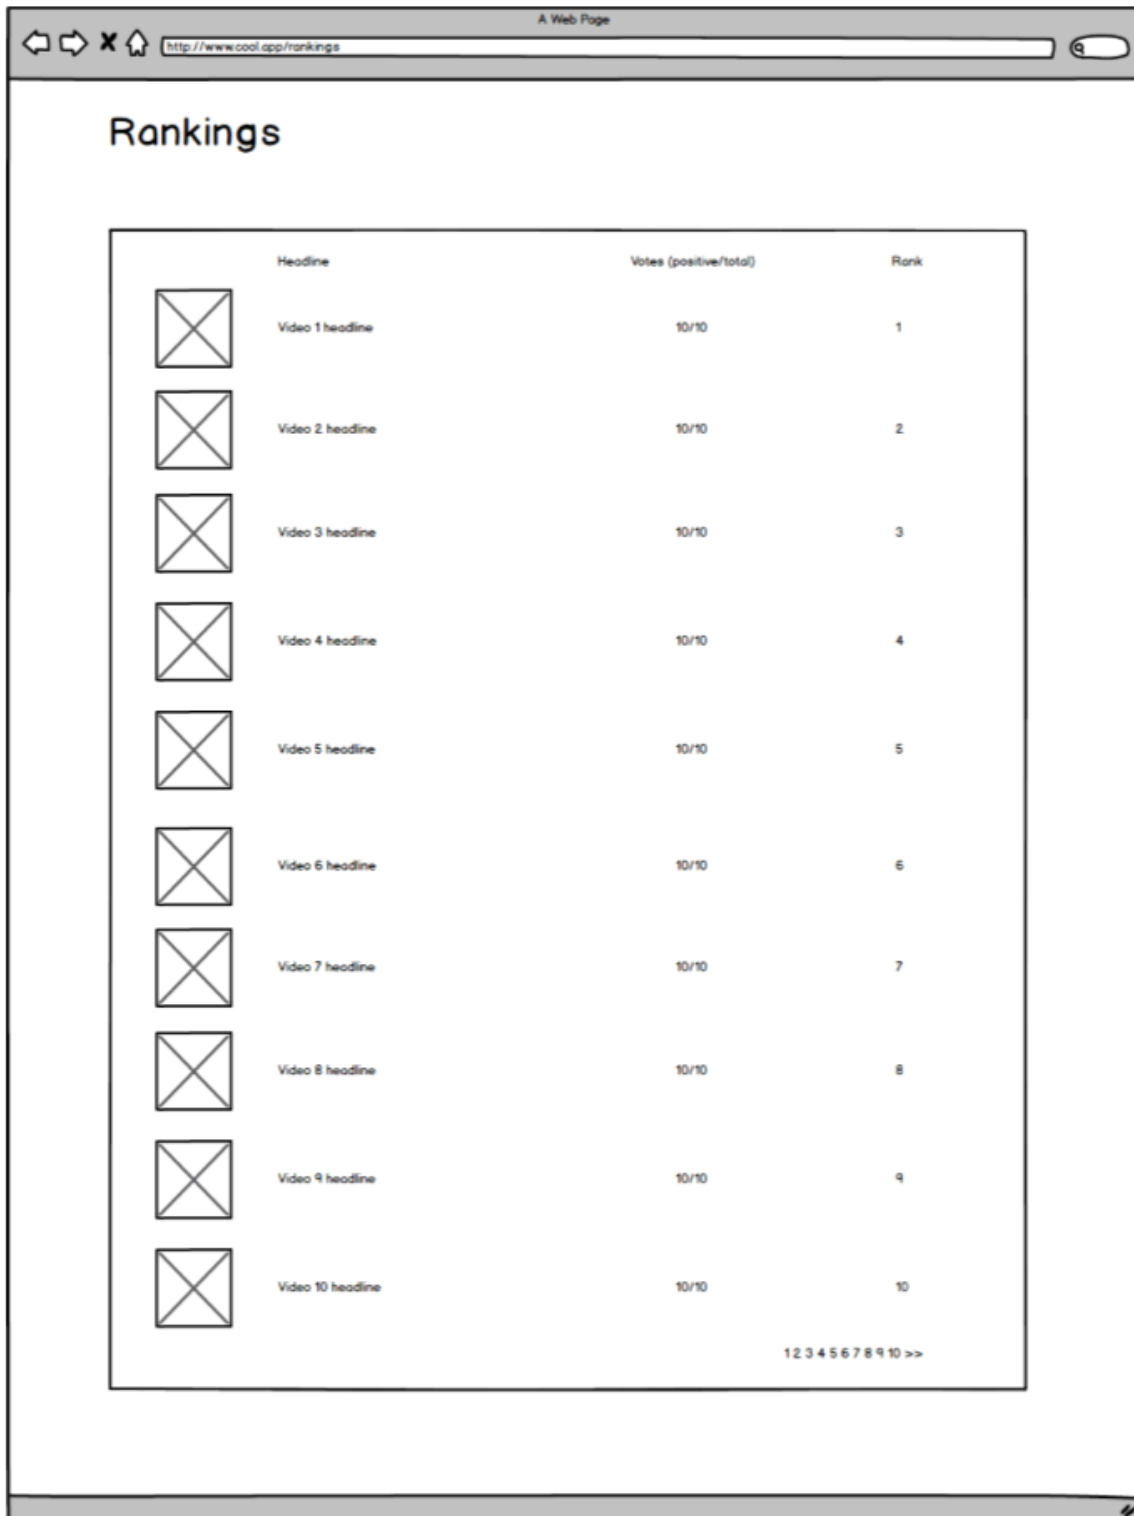 A Web Page
http://www.cool.app/rankings
Rankings
Headline Votes (positive/total) Rank
Video 1 headline 10/10 1
Video 2 headline 10/10 2
Video 3 headline 10/10 3
Video 4 headline 10/10 4
Video 5 headline 10/10 5
Video 6 headline 10/10 6
Video 7 headline 10/10 7
Video 8 headline 10/10 8
Video 9 headline 10/10 9
Video 10 headline 10/10 10
1 2 3 4 5 6 7 8 9 10 >>